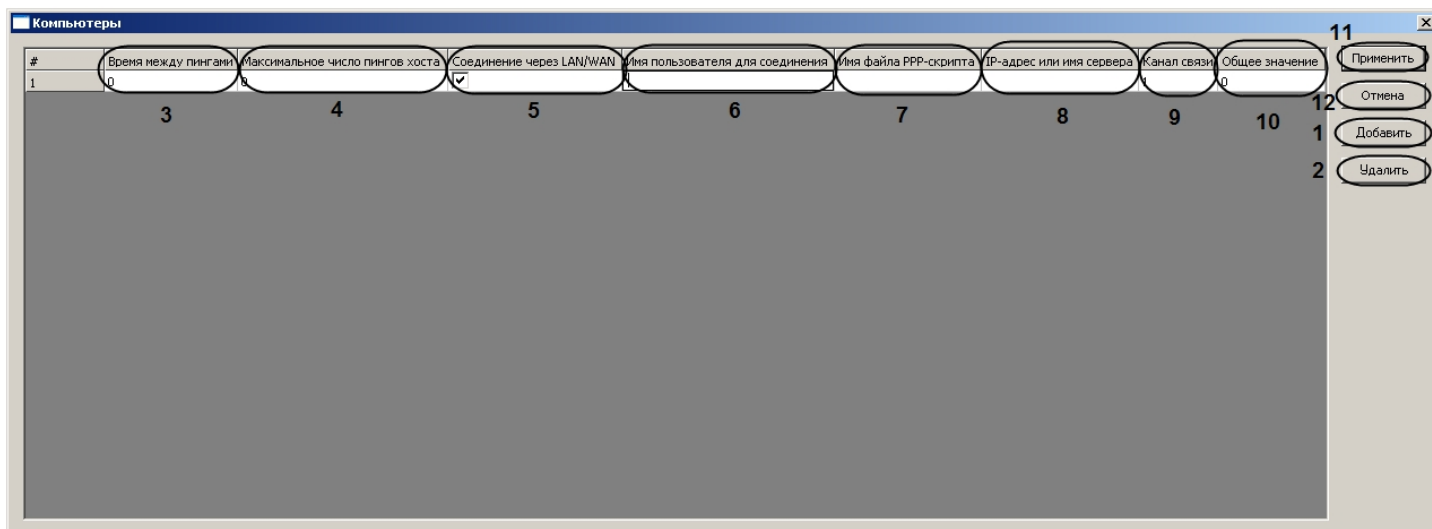 Компьютеры
11
# Время между пингами Максимальное число пингов хоста Соединение через LAN/WAN Имя пользователя для соединения Имя файла PPP-скрипта IP-адрес или имя сервера Канал связи Общее значение Применить
1 0 0 1 0
3 4 5 6 7 8 9 10
12 Отмена
1 Добавить
2 Удалить